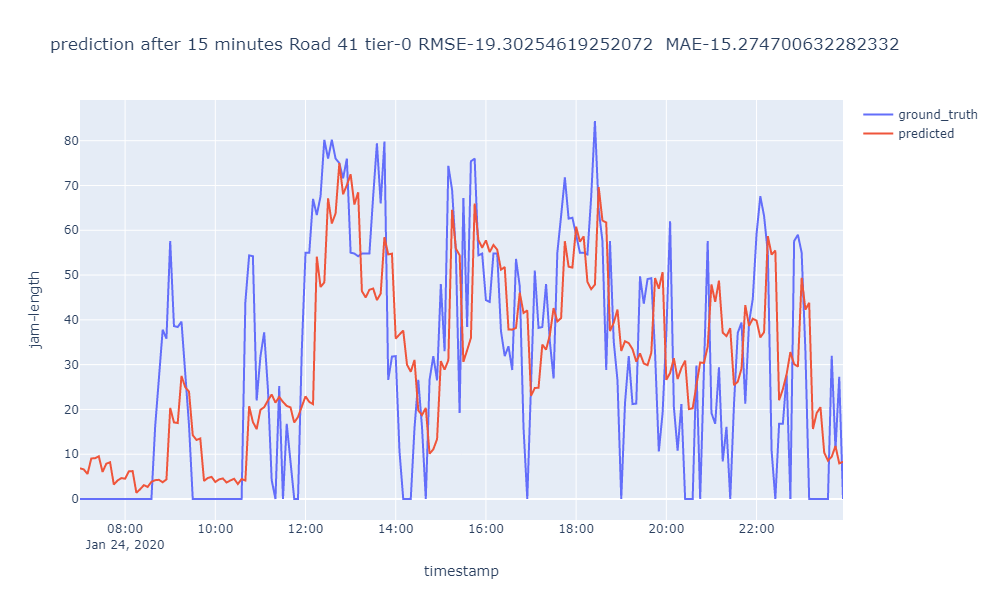 prediction after 15 minutes Road 41 tier-0 RMSE-19.30254619252072  MAE-15.274700632282332
ground_truth
predicted
80
70
60
50
40
30
20
10
0
jam-length
08:00 10:00 12:00 14:00 16:00 18:00 20:00 22:00
Jan 24, 2020
timestamp